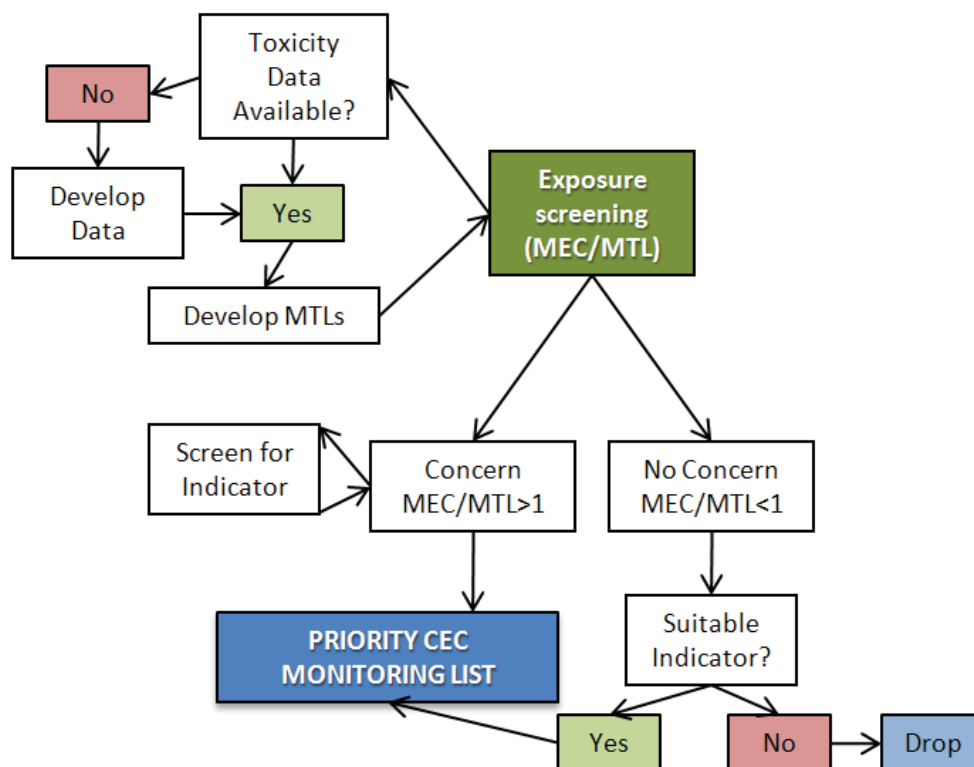 Toxicity
Data
Available?
No
Develop
Data
Yes
Develop MTLs
Exposure
screening
(MEC/MTL)
Screen for
Indicator
Concern
MEC/MTL>1
No Concern
MEC/MTL<1
PRIORITY CEC
MONITORING LIST
Suitable
Indicator?
Yes
No
Drop